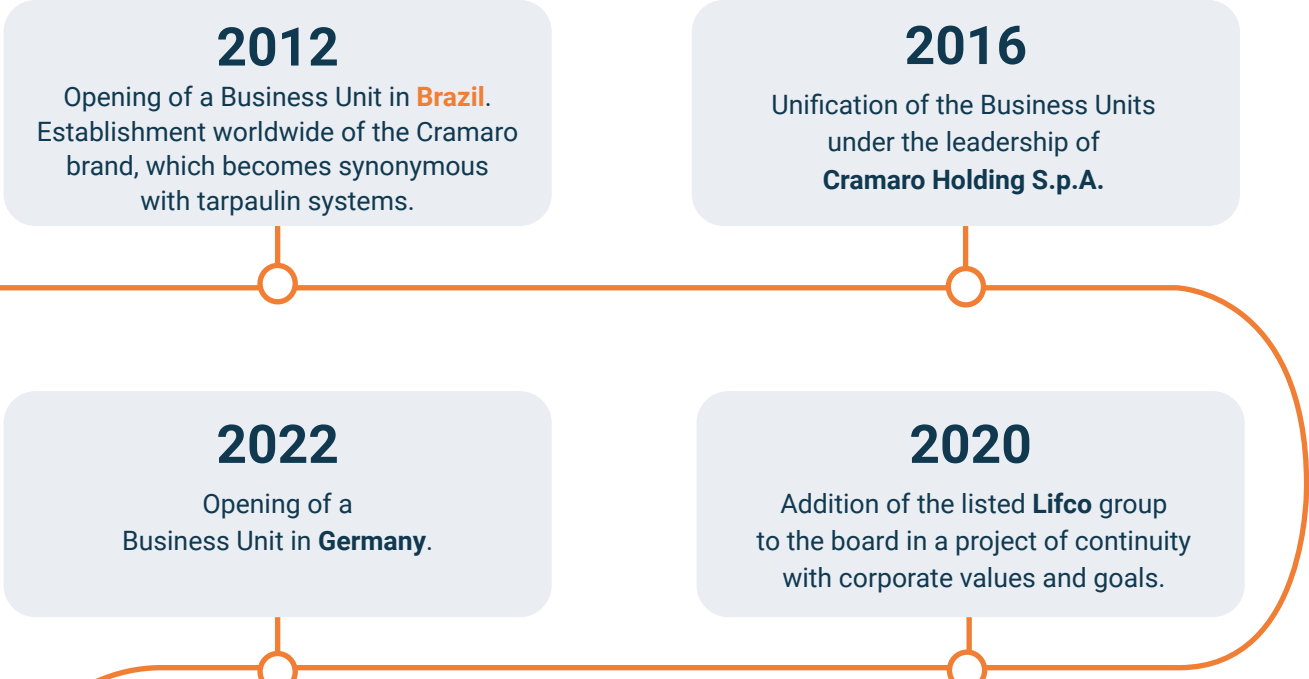 2012
Opening of a Business Unit in Brazil.
Establishment worldwide of the Cramaro
brand, which becomes synonymous
with tarpaulin systems.
2016
Unification of the Business Units
under the leadership of
Cramaro Holding S.p.A.
2020
Addition of the listed Lifco group
to the board in a project of continuity
with corporate values and goals.
2022
Opening of a
Business Unit in Germany.